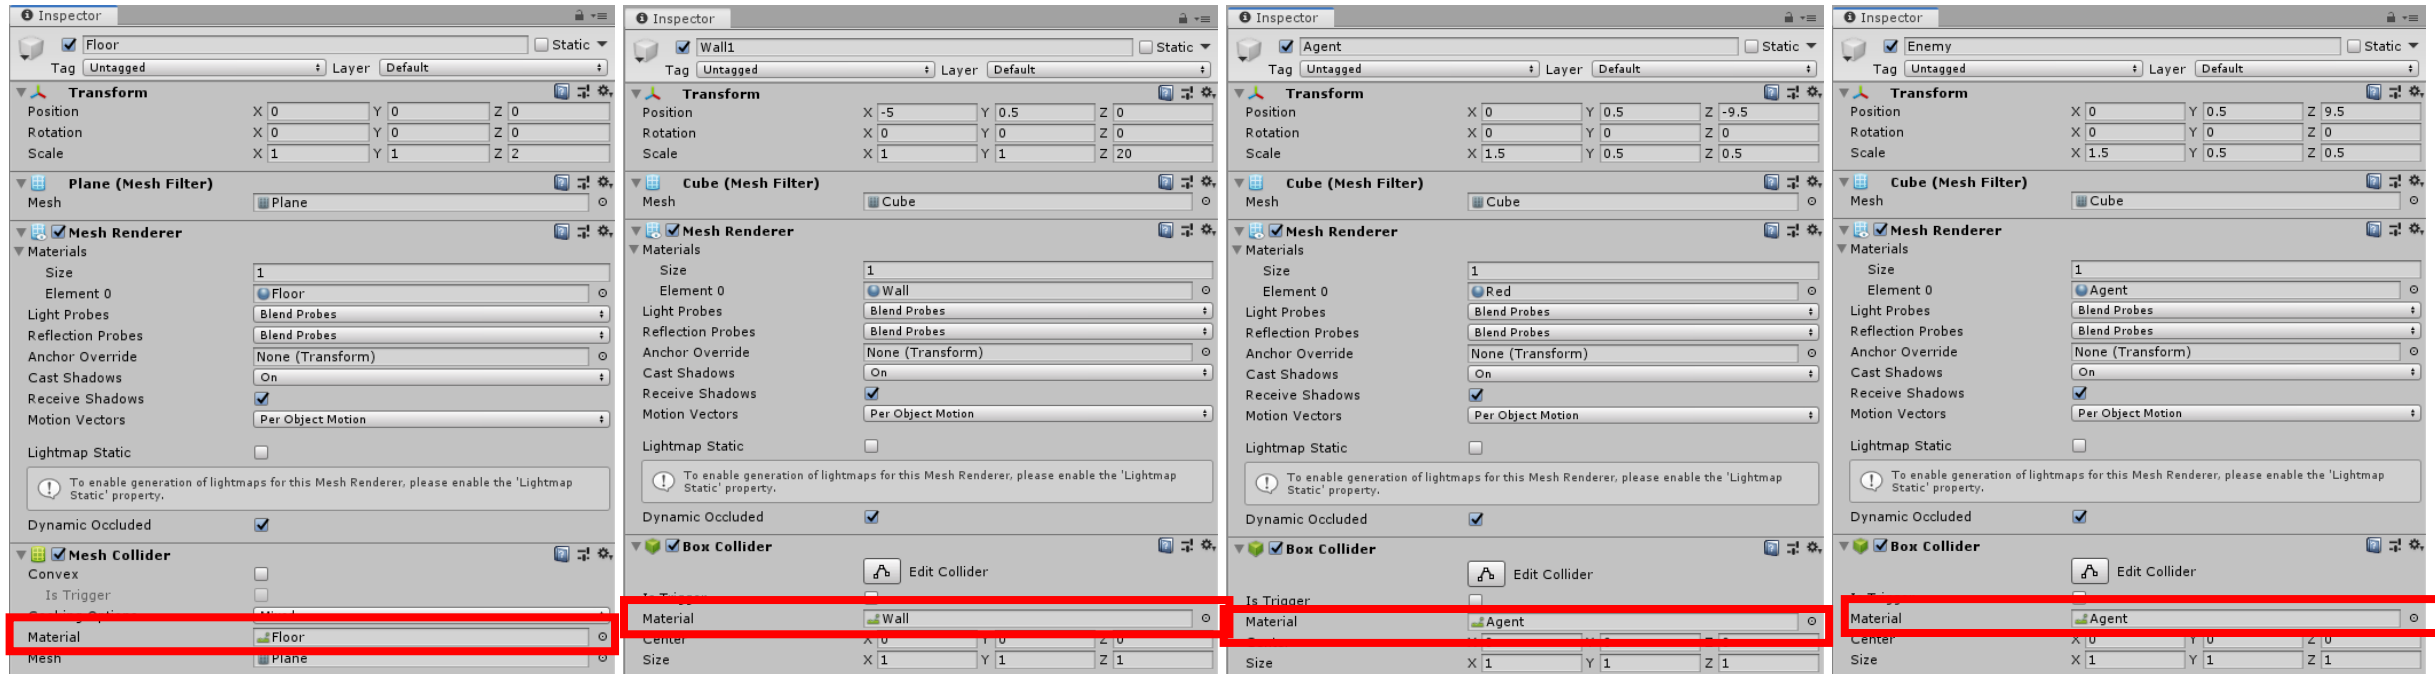 Inspector
Floor Static
Tag Untagged Layer Default
Transform
Position X 0 Y 0 Z 0
Rotation X 0 Y 0 Z 0
Scale X 1 Y 1 Z 2
Plane (Mesh Filter)
Mesh Plane
Mesh Renderer
Materials
Size 1
Element 0 Floor
Light Probes Blend Probes
Reflection Probes Blend Probes
Anchor Override None (Transform)
Cast Shadows On
Receive Shadows
Motion Vectors Per Object Motion
Lightmap Static
To enable generation of lightmaps for this Mesh Renderer, please enable the 'Lightmap
Static' property.
Dynamic Occluded
Mesh Collider
Convex
Is Trigger
Material Floor
Mesh Plane
Inspector
Wall1 Static
Tag Untagged Layer Default
Transform
Position X -5 Y 0.5 Z 0
Rotation X 0 Y 0 Z 0
Scale X 1 Y 1 Z 20
Cube (Mesh Filter)
Mesh Cube
Mesh Renderer
Materials
Size 1
Element 0 Wall
Light Probes Blend Probes
Reflection Probes Blend Probes
Anchor Override None (Transform)
Cast Shadows On
Receive Shadows
Motion Vectors Per Object Motion
Lightmap Static
To enable generation of lightmaps for this Mesh Renderer, please enable the 'Lightmap
Static' property.
Dynamic Occluded
Box Collider
Edit Collider
Is Trigger
Material Wall
Center X 0 Y 0 Z 0
Size X 1 Y 1 Z 1
Inspector
Agent Static
Tag Untagged Layer Default
Transform
Position X 0 Y 0.5 Z -9.5
Rotation X 0 Y 0 Z 0
Scale X 1.5 Y 0.5 Z 0.5
Cube (Mesh Filter)
Mesh Cube
Mesh Renderer
Materials
Size 1
Element 0 Red
Light Probes Blend Probes
Reflection Probes Blend Probes
Anchor Override None (Transform)
Cast Shadows On
Receive Shadows
Motion Vectors Per Object Motion
Lightmap Static
To enable generation of lightmaps for this Mesh Renderer, please enable the 'Lightmap
Static' property.
Dynamic Occluded
Box Collider
Edit Collider
Is Trigger
Material Agent
Size X 1 Y 1 Z 1
Inspector
Enemy Static
Tag Untagged Layer Default
Transform
Position X 0 Y 0.5 Z 9.5
Rotation X 0 Y 0 Z 0
Scale X 1.5 Y 0.5 Z 0.5
Cube (Mesh Filter)
Mesh Cube
Mesh Renderer
Materials
Size 1
Element 0 Agent
Light Probes Blend Probes
Reflection Probes Blend Probes
Anchor Override None (Transform)
Cast Shadows On
Receive Shadows
Motion Vectors Per Object Motion
Lightmap Static
To enable generation of lightmaps for this Mesh Renderer, please enable the 'Lightmap
Static' property.
Dynamic Occluded
Box Collider
Edit Collider
Material Agent
Center X 0 Y 0 Z 0
Size X 1 Y 1 Z 1